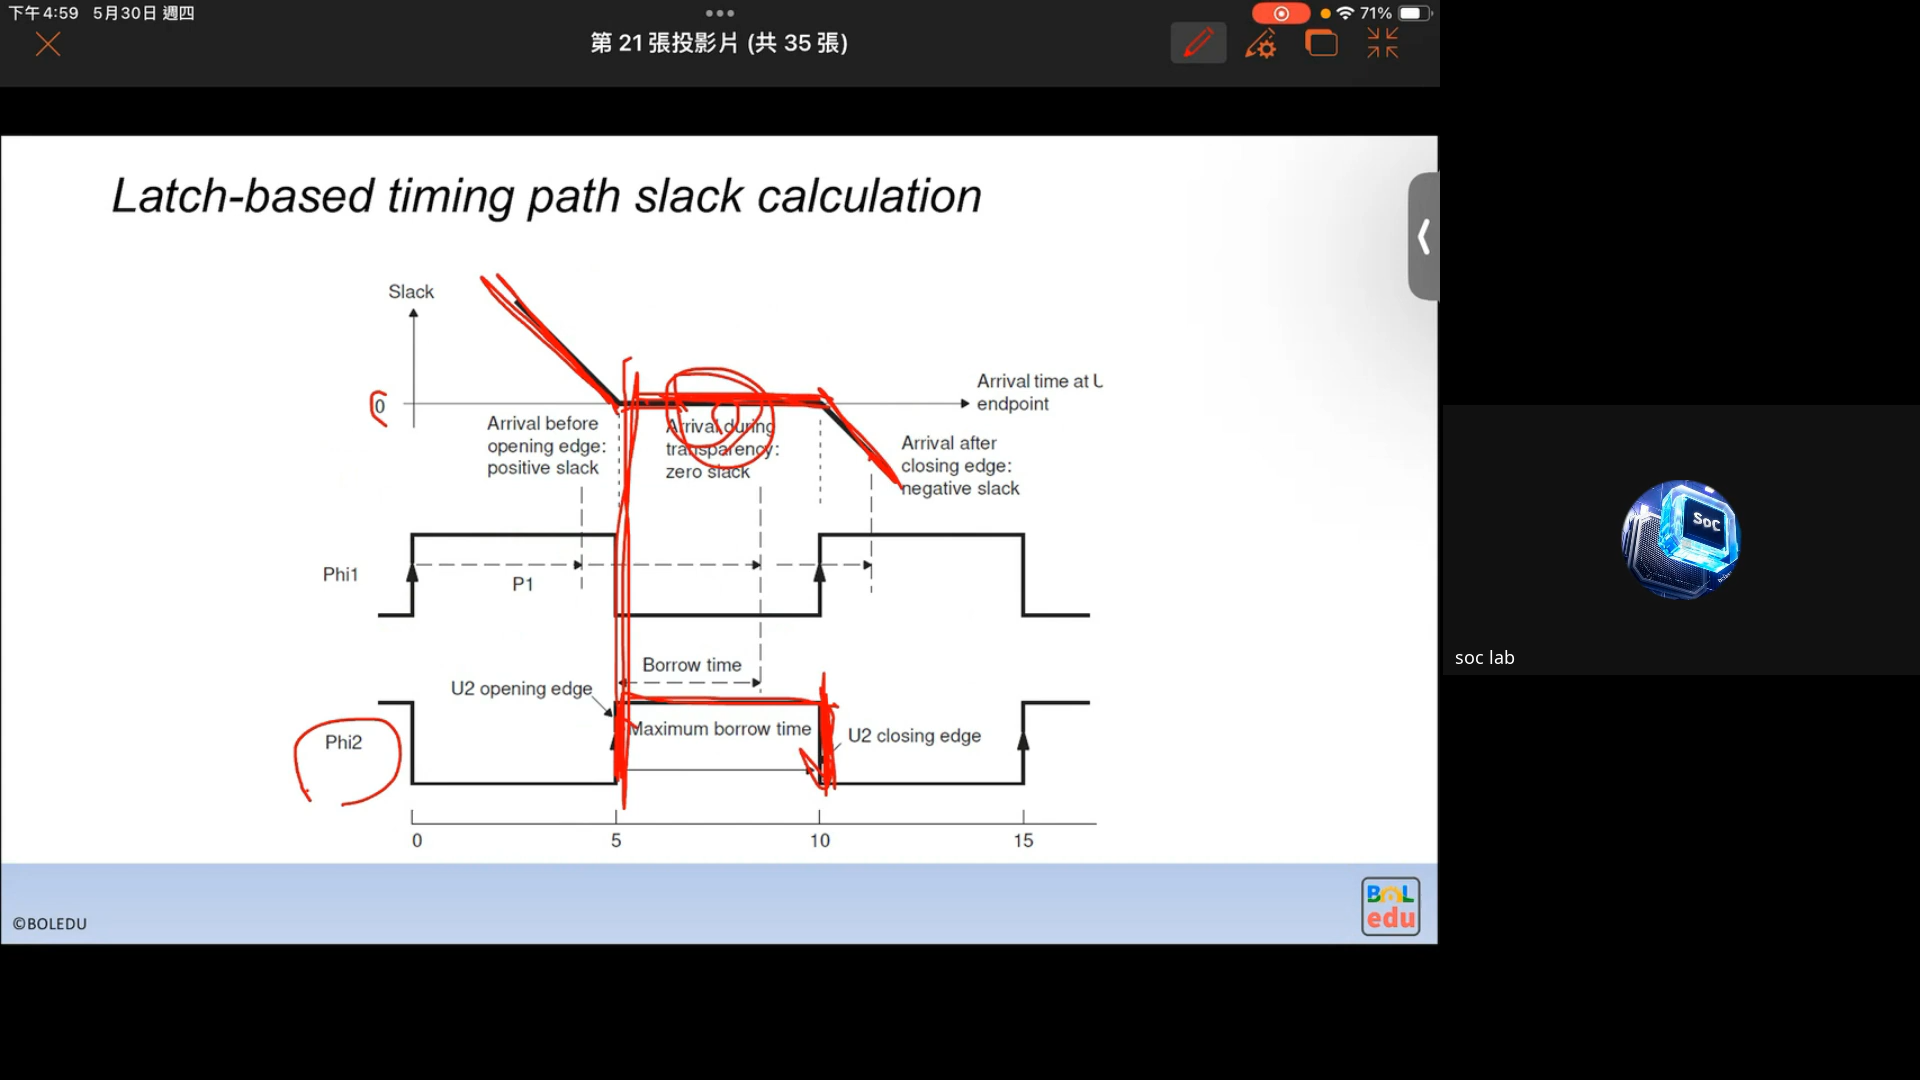 下午4:59 5月30日 週四
71%
第 21 張投影片 (共 35 張)
Latch-based timing path slack calculation
Slack
0
Arrival time at U
endpoint
Arrival before
opening edge:
positive slack
Arrival during
transparency:
zero slack
Arrival after
closing edge:
negative slack
Phi1
P1
Borrow time
U2 opening edge
Maximum borrow time
U2 closing edge
Phi2
0 5 10 15
SoC
soc lab
©BOLEDU
BOL
edu